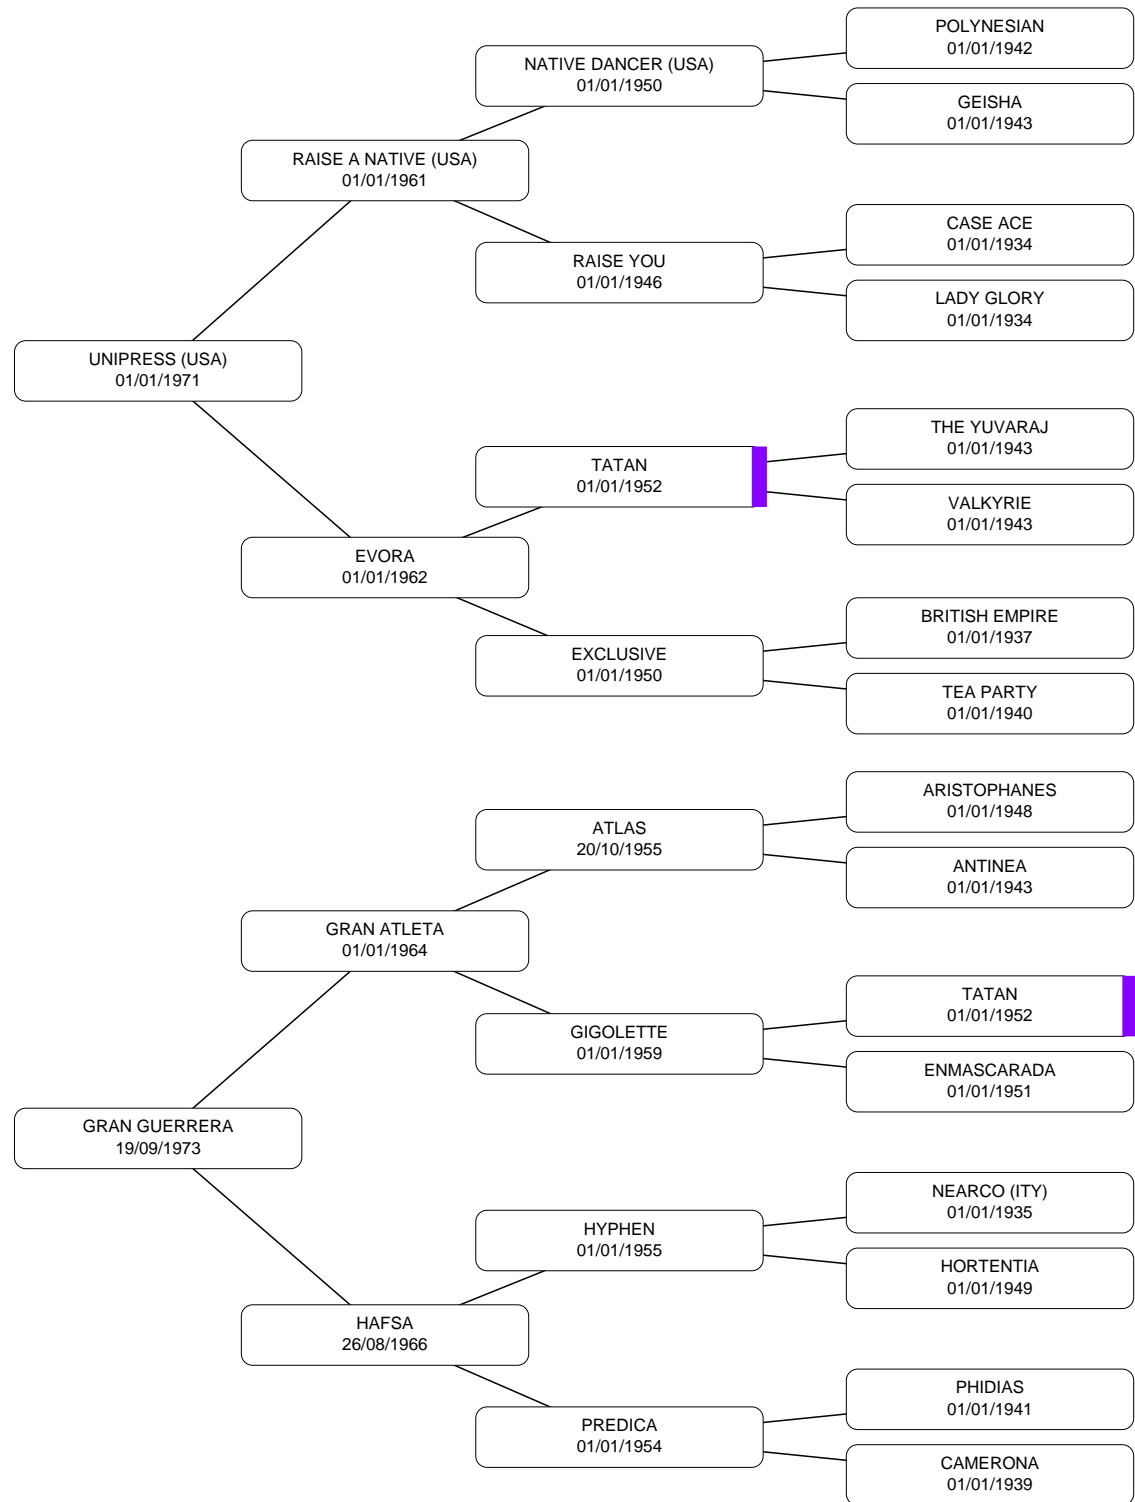 POLYNESIAN
01/01/1942
NATIVE DANCER (USA)
01/01/1950
GEISHA
01/01/1943
RAISE A NATIVE (USA)
01/01/1961
CASE ACE
01/01/1934
RAISE YOU
01/01/1946
LADY GLORY
01/01/1934
UNIPRESS (USA)
01/01/1971
THE YUVARAJ
01/01/1943
TATAN
01/01/1952
VALKYRIE
01/01/1943
EVORA
01/01/1962
BRITISH EMPIRE
01/01/1937
EXCLUSIVE
01/01/1950
TEA PARTY
01/01/1940
ARISTOPHANES
01/01/1948
ATLAS
20/10/1955
ANTINEA
01/01/1943
GRAN ATLETA
01/01/1964
TATAN
01/01/1952
GIGOLETTE
01/01/1959
ENMASCARADA
01/01/1951
GRAN GUERRERA
19/09/1973
NEARCO (ITY)
01/01/1935
HYPHEN
01/01/1955
HORTENTIA
01/01/1949
HAFSA
26/08/1966
PHIDIAS
01/01/1941
PREDICA
01/01/1954
CAMERONA
01/01/1939